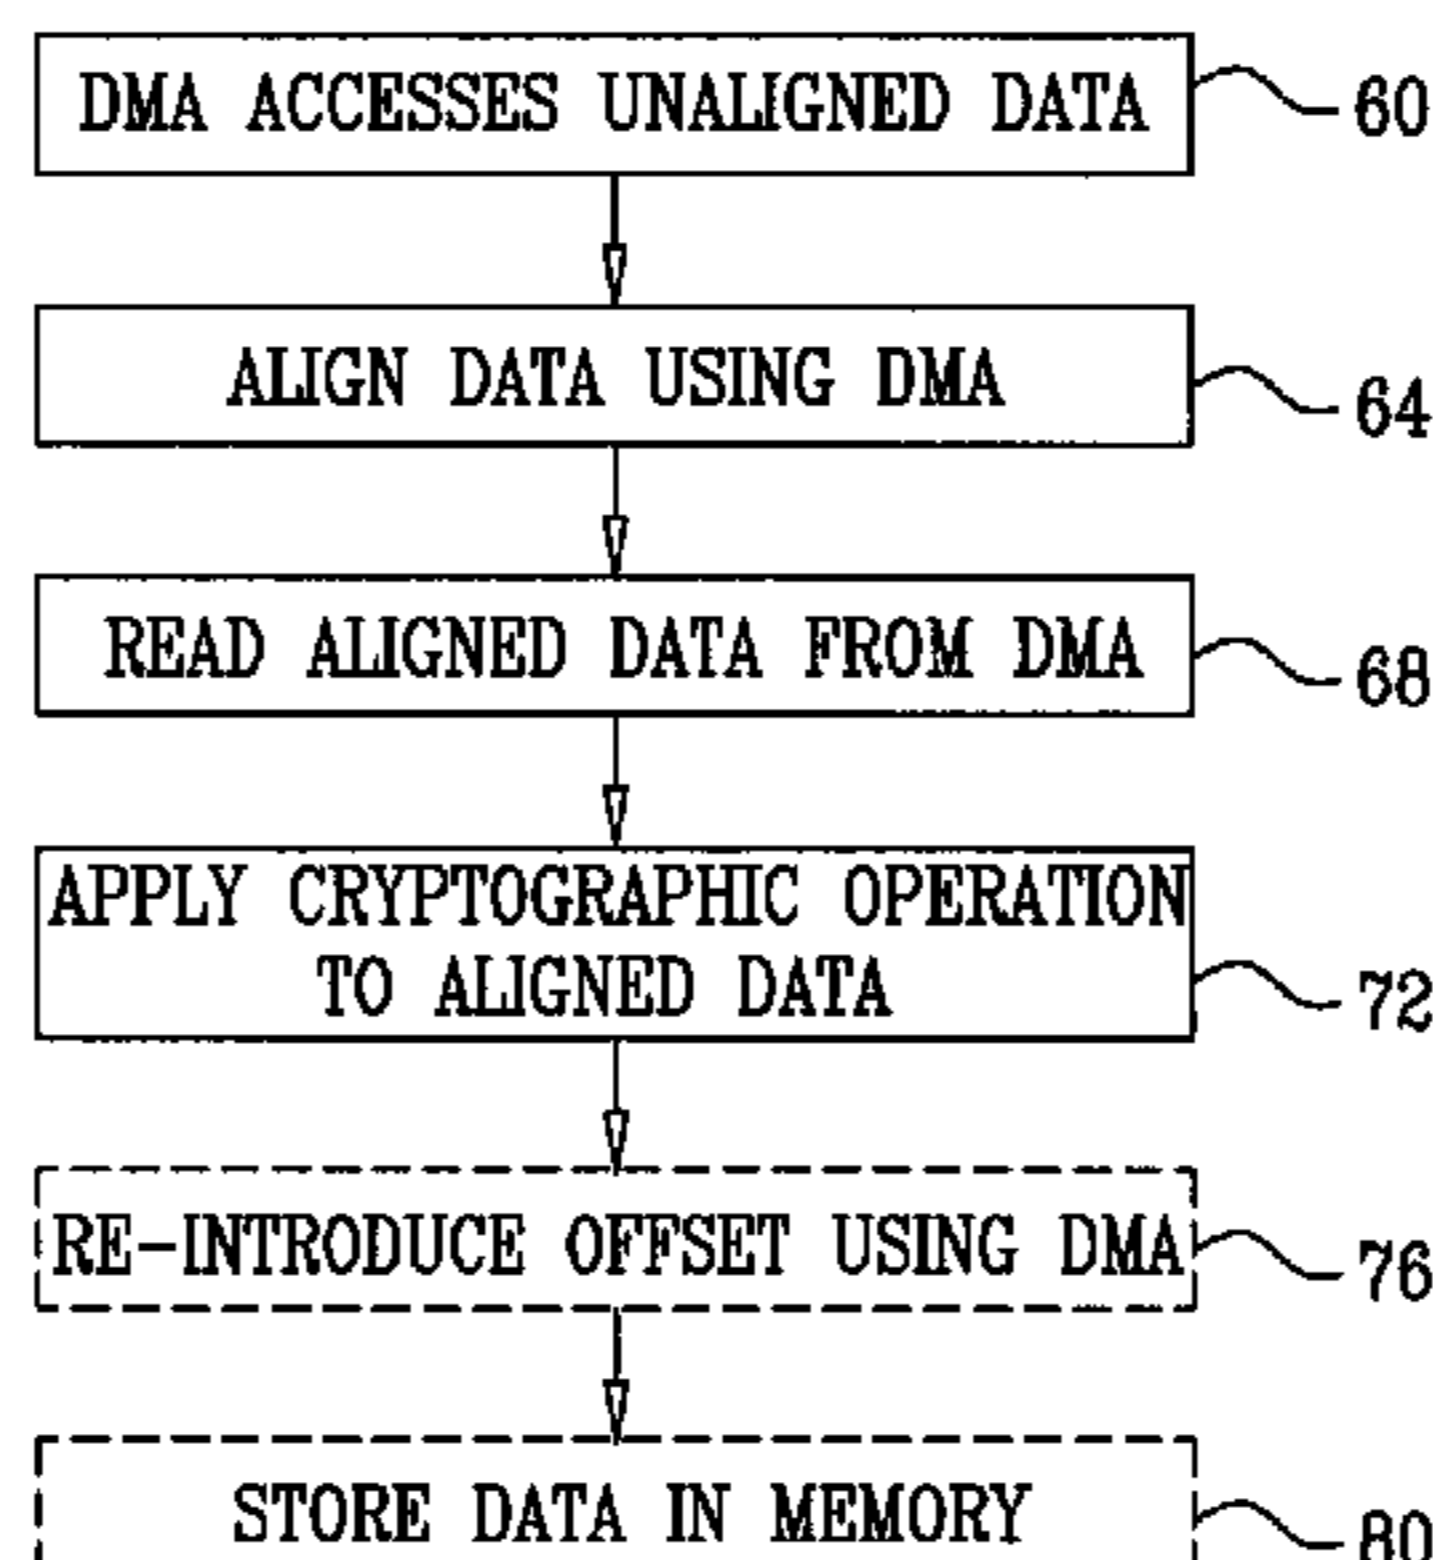 DMA ACCESSES UNALIGNED DATA 60
ALIGN DATA USING DMA 64
READ ALIGNED DATA FROM DMA 68
APPLY CRYPTOGRAPHIC OPERATION
TO ALIGNED DATA 72
RE-INTRODUCE OFFSET USING DMA 76
STORE DATA IN MEMORY 80